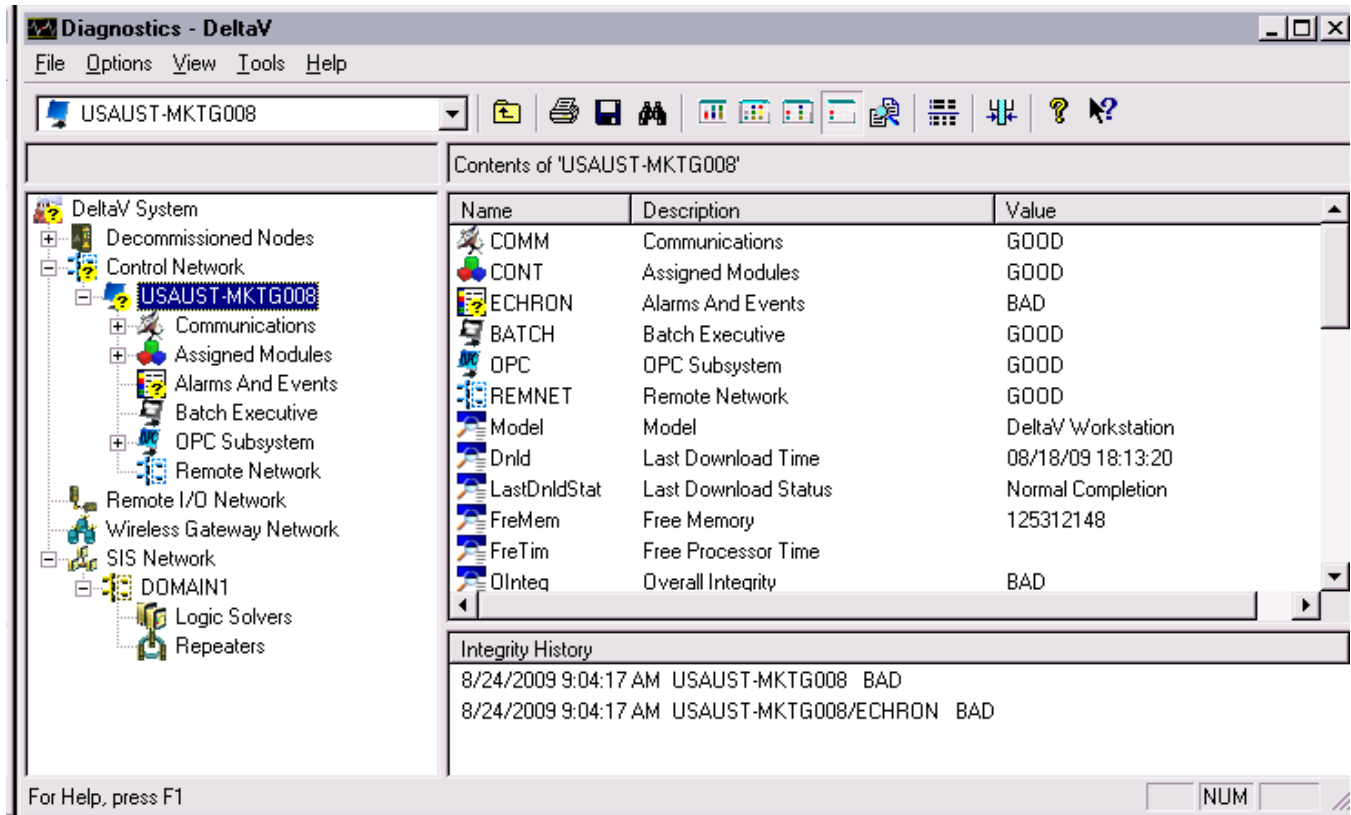 Diagnostics - DeltaV
File Options View Tools Help
USAUST-MKTG008
Contents of 'USAUST-MKTG008'
DeltaV System
Decommissioned Nodes
Control Network
USAUST-MKTG008
Communications
Assigned Modules
Alarms And Events
Batch Executive
OPC Subsystem
Remote Network
Remote I/O Network
Wireless Gateway Network
SIS Network
DOMAIN1
Logic Solvers
Repeaters
Name Description Value
COMM Communications GOOD
CONT Assigned Modules GOOD
ECHRON Alarms And Events BAD
BATCH Batch Executive GOOD
OPC OPC Subsystem GOOD
REMNET Remote Network GOOD
Model Model DeltaV Workstation
Dnld Last Download Time 08/18/09 18:13:20
LastDnldStat Last Download Status Normal Completion
FreMem Free Memory 125312148
FreTim Free Processor Time
OInteg Overall Integrity BAD
Integrity History
8/24/2009 9:04:17 AM USAUST-MKTG008 BAD
8/24/2009 9:04:17 AM USAUST-MKTG008/ECHRON BAD
For Help, press F1
NUM